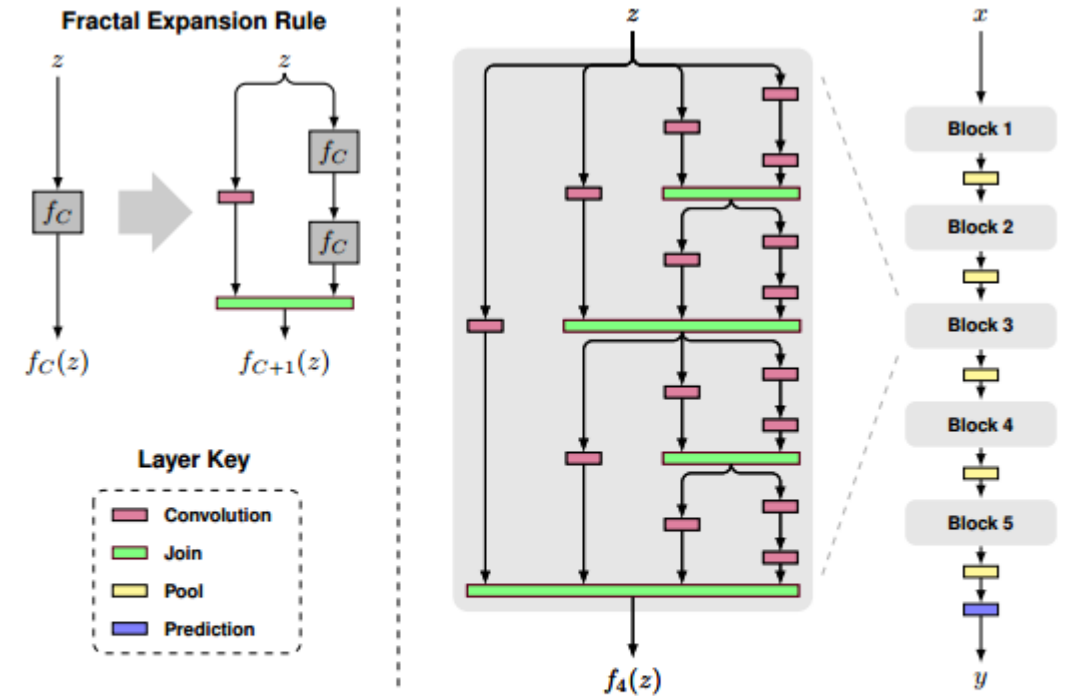 Fractal Expansion Rule
z
f_C
f_C(z)
z
f_C
f_C
f_{C+1}(z)
Layer Key
Convolution
Join
Pool
Prediction
z
f_4(z)
x
Block 1
Block 2
Block 3
Block 4
Block 5
y